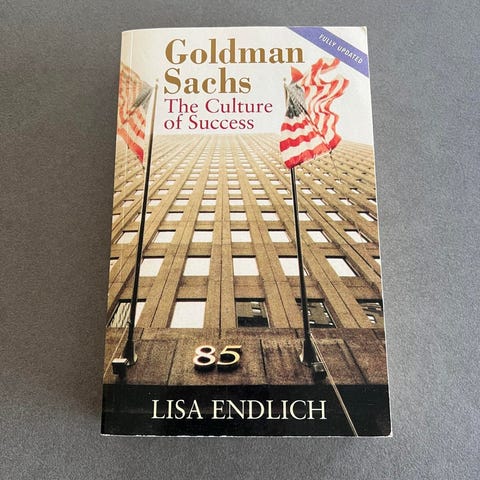 FULLY UPDATED
Goldman
Sachs
The Culture
of Success
85
LISA ENDLICH